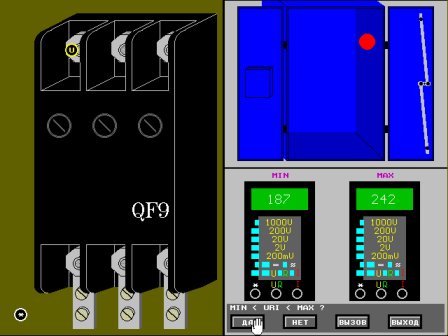 U
QF9
*
MIN
MAX
187
242
1000V
200V
20V
2V
200mV
1000V
200V
20V
2V
200mV
MIN < URI < MAX ?
ДА
НЕТ
ВЫЗОВ
ВЫХОД